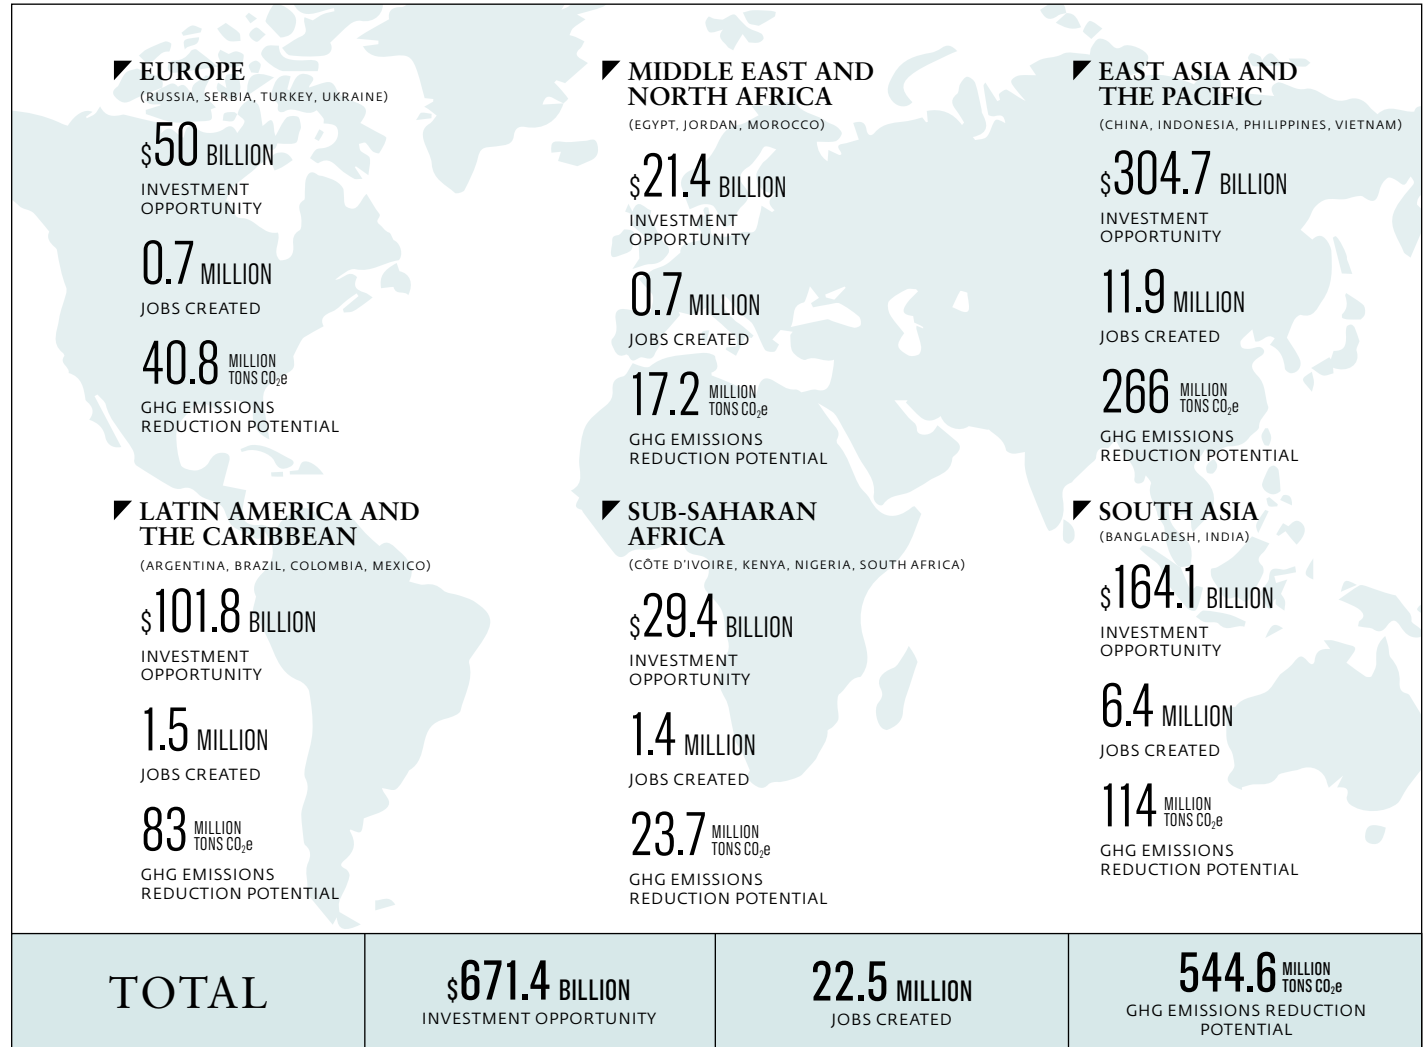 EUROPE
(RUSSIA, SERBIA, TURKEY, UKRAINE)
$50 BILLION
INVESTMENT
OPPORTUNITY
0.7 MILLION
JOBS CREATED
40.8 MILLION
TONS CO₂e
GHG EMISSIONS
REDUCTION POTENTIAL
MIDDLE EAST AND
NORTH AFRICA
(EGYPT, JORDAN, MOROCCO)
$21.4 BILLION
INVESTMENT
OPPORTUNITY
0.7 MILLION
JOBS CREATED
17.2 MILLION
TONS CO₂e
GHG EMISSIONS
REDUCTION POTENTIAL
EAST ASIA AND
THE PACIFIC
(CHINA, INDONESIA, PHILIPPINES, VIETNAM)
$304.7 BILLION
INVESTMENT
OPPORTUNITY
11.9 MILLION
JOBS CREATED
266 MILLION
TONS CO₂e
GHG EMISSIONS
REDUCTION POTENTIAL
LATIN AMERICA AND
THE CARIBBEAN
(ARGENTINA, BRAZIL, COLOMBIA, MEXICO)
$101.8 BILLION
INVESTMENT
OPPORTUNITY
1.5 MILLION
JOBS CREATED
83 MILLION
TONS CO₂e
GHG EMISSIONS
REDUCTION POTENTIAL
SUB-SAHARAN
AFRICA
(CÔTE D'IVOIRE, KENYA, NIGERIA, SOUTH AFRICA)
$29.4 BILLION
INVESTMENT
OPPORTUNITY
1.4 MILLION
JOBS CREATED
23.7 MILLION
TONS CO₂e
GHG EMISSIONS
REDUCTION POTENTIAL
SOUTH ASIA
(BANGLADESH, INDIA)
$164.1 BILLION
INVESTMENT
OPPORTUNITY
6.4 MILLION
JOBS CREATED
114 MILLION
TONS CO₂e
GHG EMISSIONS
REDUCTION POTENTIAL
TOTAL
$671.4 BILLION
INVESTMENT OPPORTUNITY
22.5 MILLION
JOBS CREATED
544.6 MILLION
TONS CO₂e
GHG EMISSIONS REDUCTION
POTENTIAL